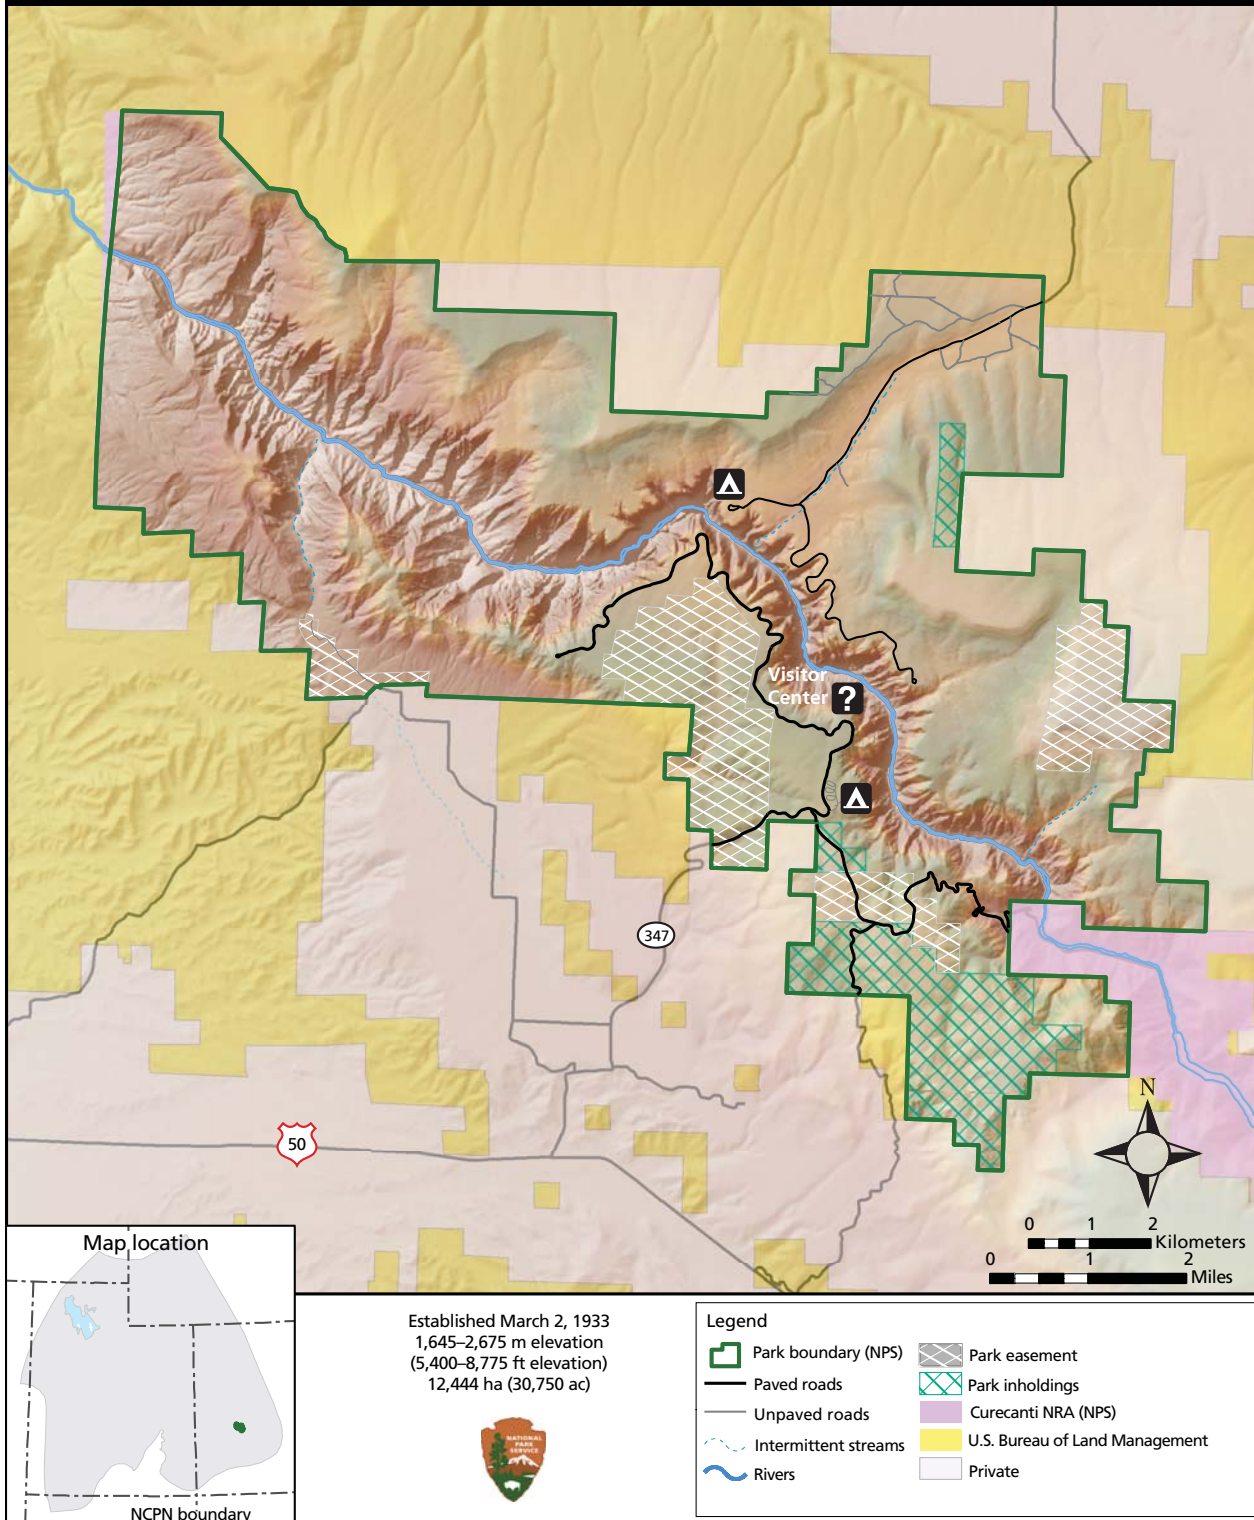 Visitor
Center
?
347
50
N
0 1 2
Kilometers
0 1 2
Miles
Map location
NCPN boundary
Established March 2, 1933
1,645–2,675 m elevation
(5,400–8,775 ft elevation)
12,444 ha (30,750 ac)
NATIONAL
PARK
SERVICE
Legend
Park boundary (NPS)
Paved roads
Unpaved roads
Intermittent streams
Rivers
Park easement
Park inholdings
Curecanti NRA (NPS)
U.S. Bureau of Land Management
Private